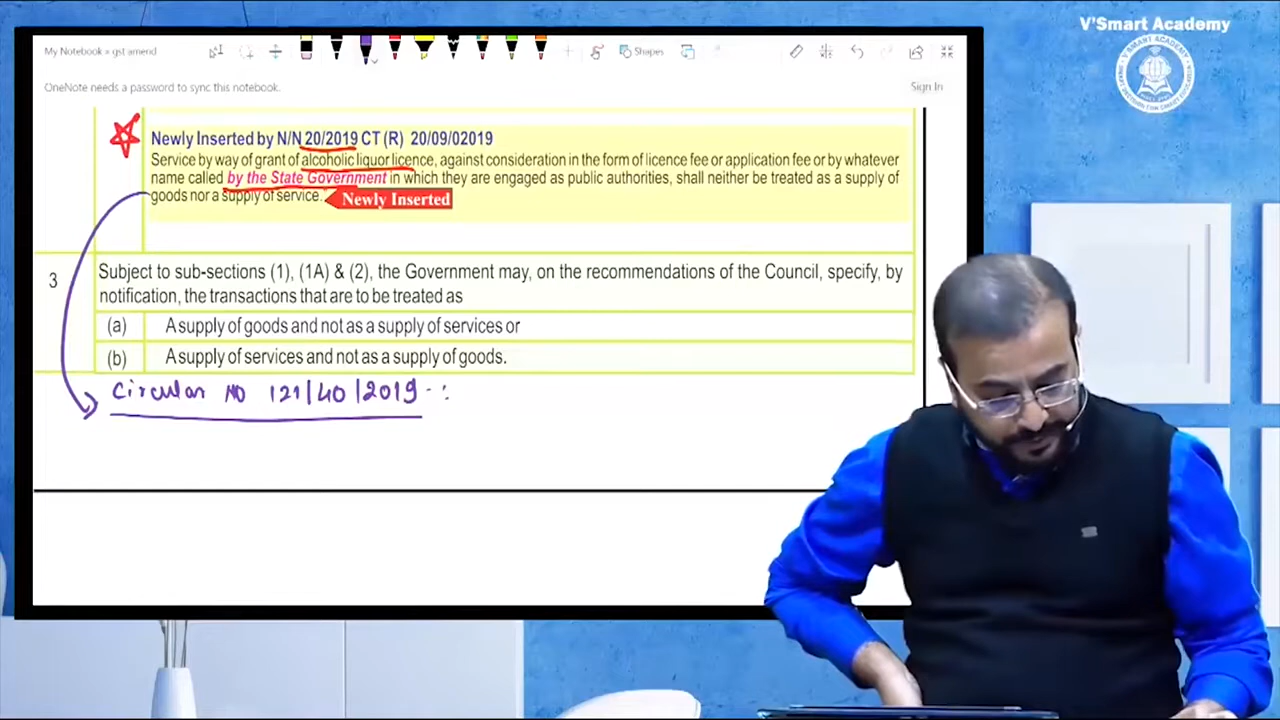 V'Smart Academy
My Notebook » gst amend
Shapes
OneNote needs a password to sync this notebook.
Sign In
Newly Inserted by N/N 20/2019 CT (R) 20/09/02019
Service by way of grant of alcoholic liquor licence, against consideration in the form of licence fee or application fee or by whatever
name called by the State Government in which they are engaged as public authorities, shall neither be treated as a supply of
goods nor a supply of service.
Newly Inserted
3 Subject to sub-sections (1), (1A) & (2), the Government may, on the recommendations of the Council, specify, by
notification, the transactions that are to be treated as
(a) A supply of goods and not as a supply of services or
(b) A supply of services and not as a supply of goods.
Circular NO 121/40/2019 - :